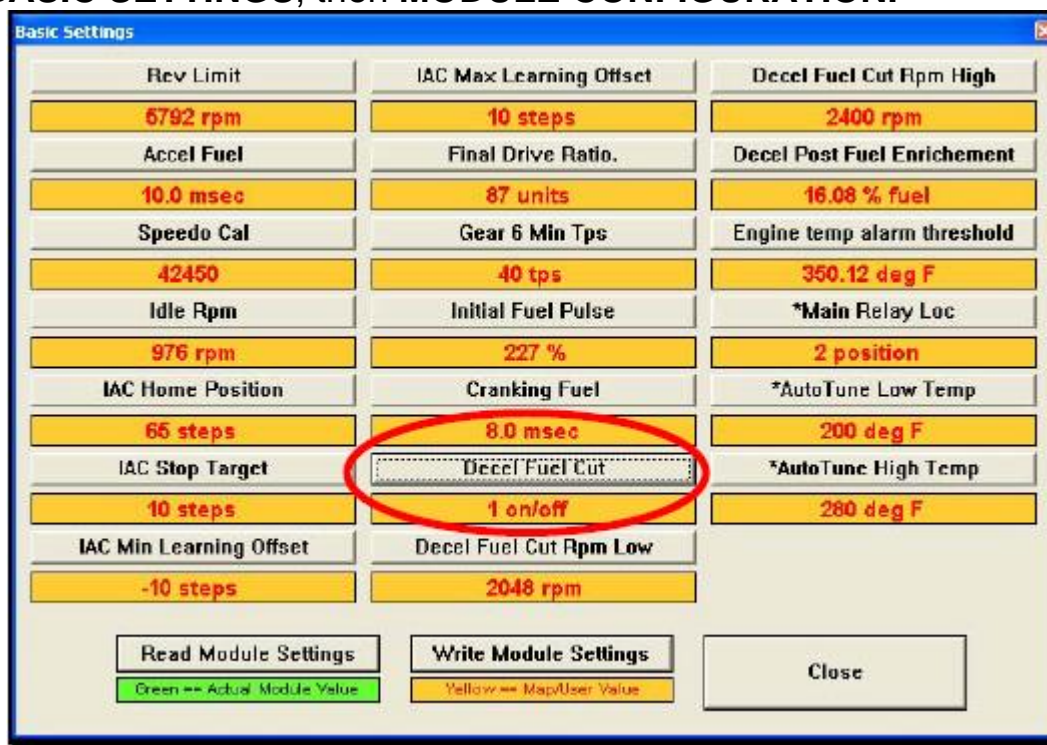 BASIC SETTINGS, then MODULE CONFIGURATION.
Basic Settings
Rev Limit
5792 rpm
Accel Fuel
10.0 msec
Speedo Cal
42450
Idle Rpm
976 rpm
IAC Home Position
65 steps
IAC Stop Target
10 steps
IAC Min Learning Offset
-10 steps
IAC Max Learning Offset
10 steps
Final Drive Ratio.
87 units
Gear 6 Min Tps
40 tps
Initial Fuel Pulse
227 %
Cranking Fuel
8.0 msec
Decel Fuel Cut
1 on/off
Decel Fuel Cut Rpm Low
2048 rpm
Decel Fuel Cut Rpm High
2400 rpm
Decel Post Fuel Enrichement
16.08 % fuel
Engine temp alarm threshold
350.12 deg F
*Main Relay Loc
2 position
*AutoTune Low Temp
200 deg F
*AutoTune High Temp
280 deg F
Read Module Settings
Green == Actual Module Value
Write Module Settings
Yellow == Map/User Value
Close